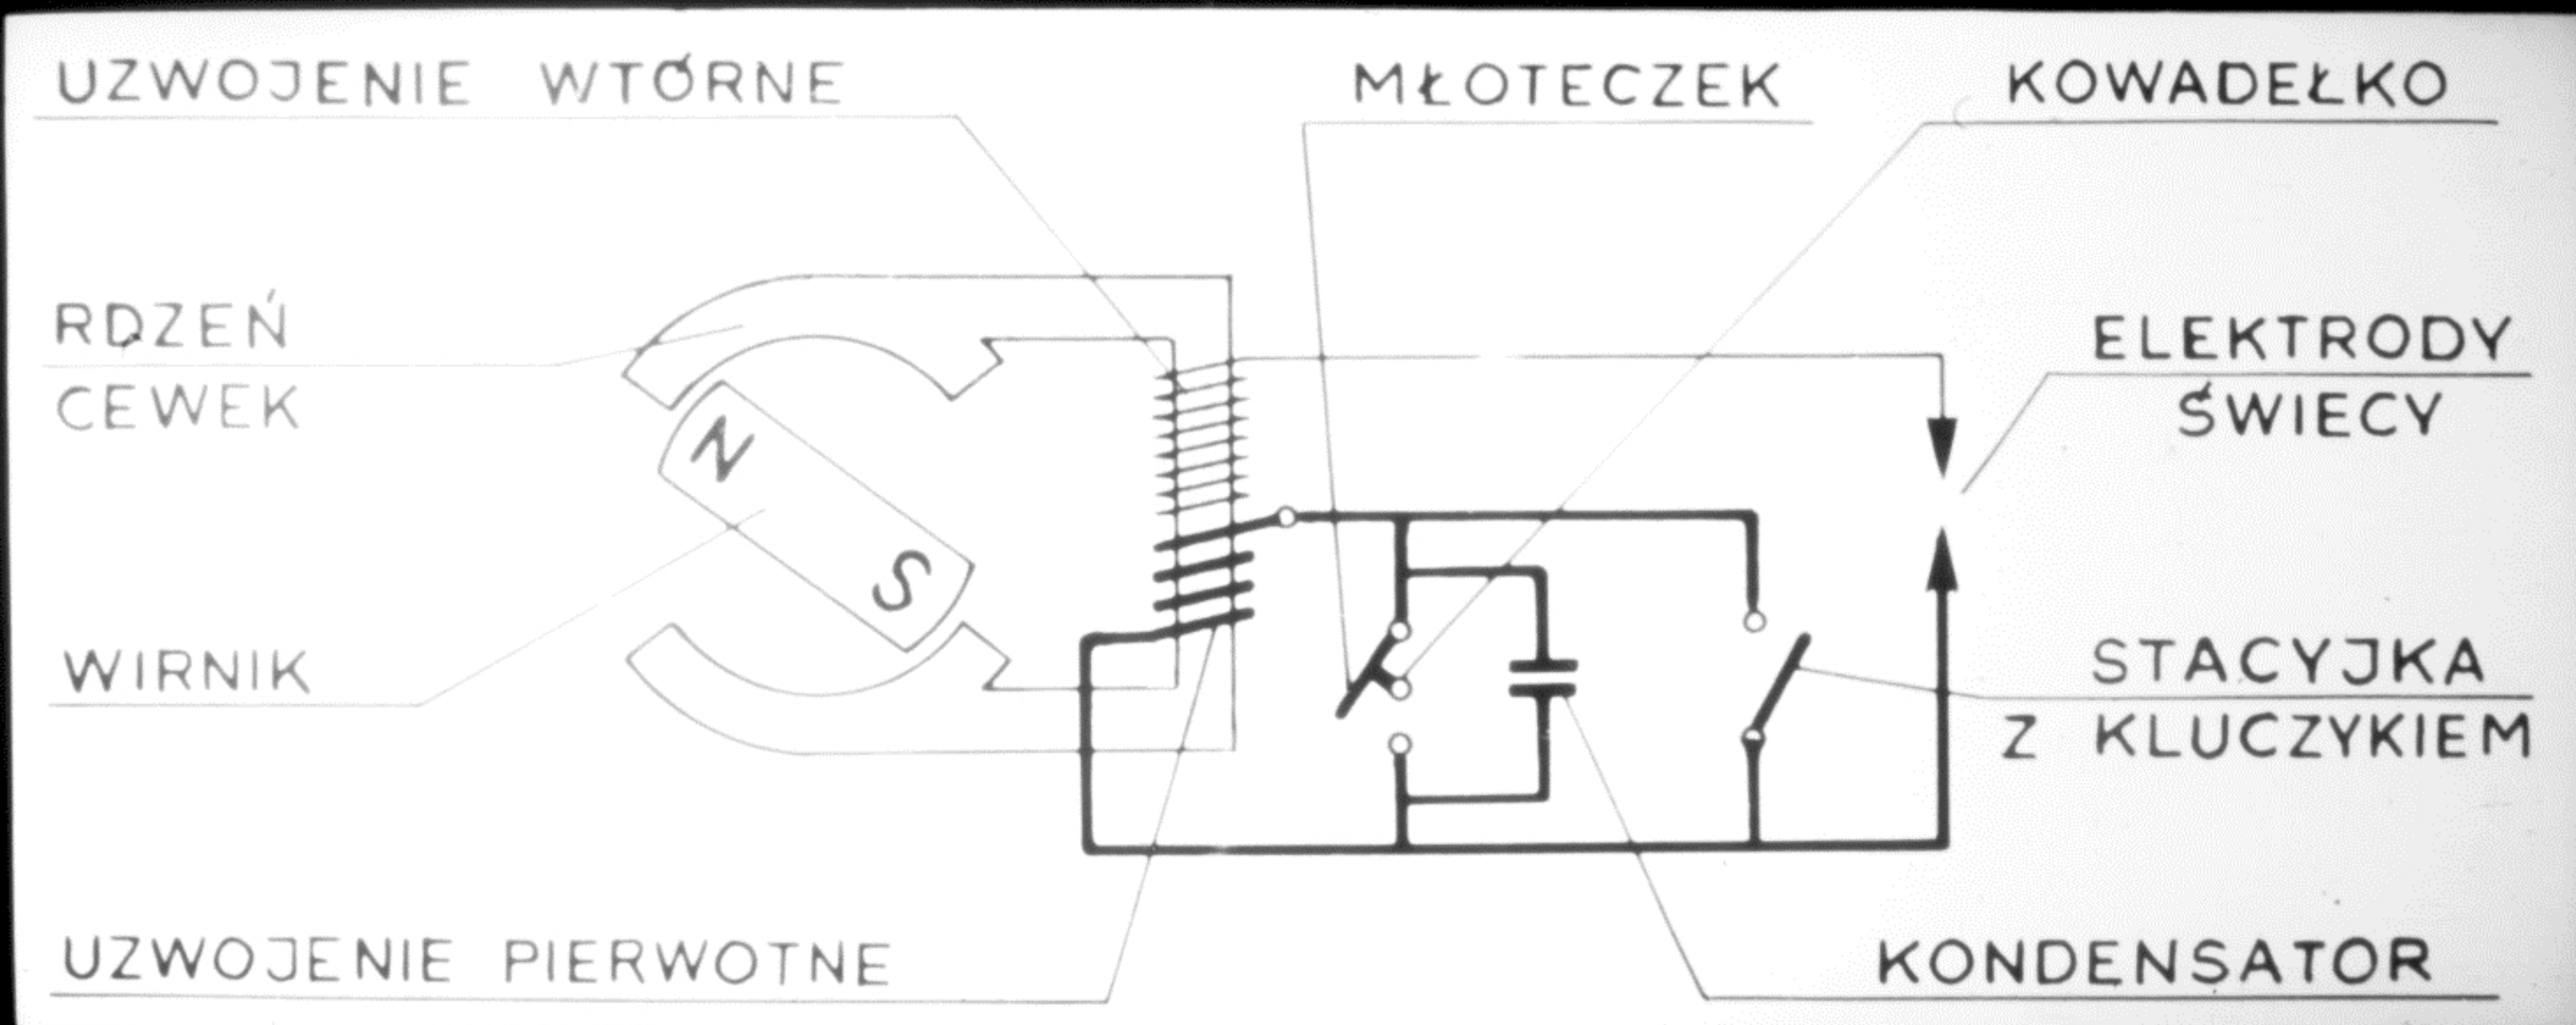 UZWOJENIE WTÓRNE
MŁOTECZEK
KOWADEŁKO
RDZEŃ
CEWEK
ELEKTRODY
ŚWIECY
N
S
WIRNIK
STACYJKA
Z KLUCZYKIEM
UZWOJENIE PIERWOTNE
KONDENSATOR